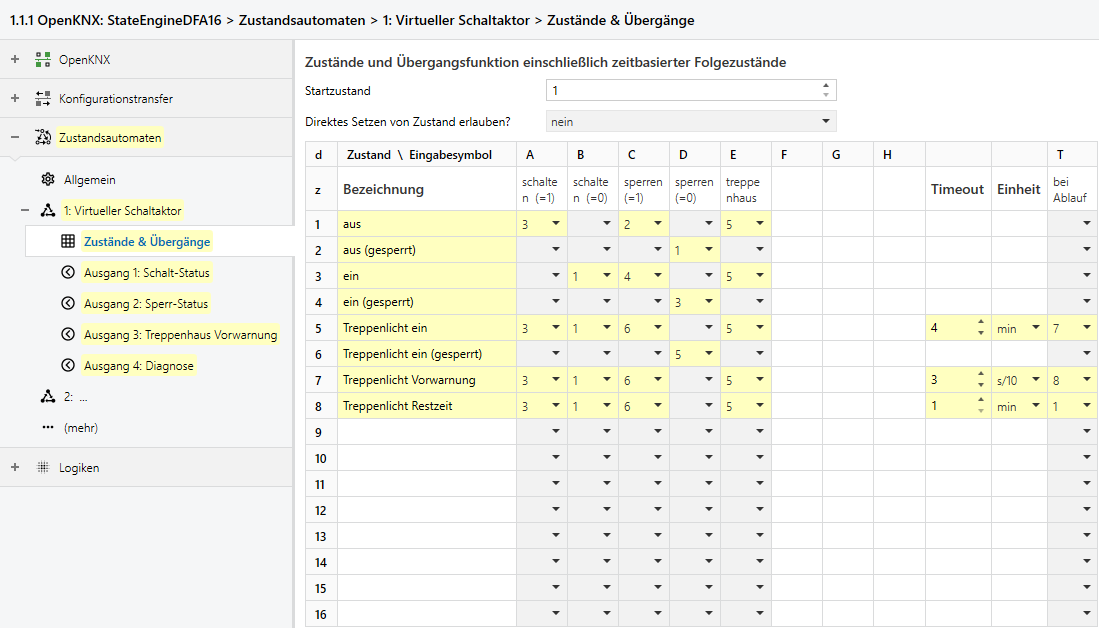 1.1.1 OpenKNX: StateEngineDFA16 > Zustandsautomaten > 1: Virtueller Schaltaktor > Zustände & Übergänge
+ OpenKNX
+ Konfigurationstransfer
− Zustandsautomaten
Allgemein
− 1: Virtueller Schaltaktor
Zustände & Übergänge
Ausgang 1: Schalt-Status
Ausgang 2: Sperr-Status
Ausgang 3: Treppenhaus Vorwarnung
Ausgang 4: Diagnose
2: ...
(mehr)
+ Logiken
Zustände und Übergangsfunktion einschließlich zeitbasierter Folgezustände
Startzustand 1
Direktes Setzen von Zustand erlauben? nein
d Zustand \ Eingabesymbol A B C D E F G H T
z Bezeichnung schalte n (=1) schalte n (=0) sperren (=1) sperren (=0) treppe nhaus Timeout Einheit bei Ablauf
1 aus 3 2 5
2 aus (gesperrt) 1
3 ein 1 4 5
4 ein (gesperrt) 3
5 Treppenlicht ein 3 1 6 5 4 min 7
6 Treppenlicht ein (gesperrt) 5
7 Treppenlicht Vorwarnung 3 1 6 5 3 s/10 8
8 Treppenlicht Restzeit 3 1 6 5 1 min 1
9
10
11
12
13
14
15
16